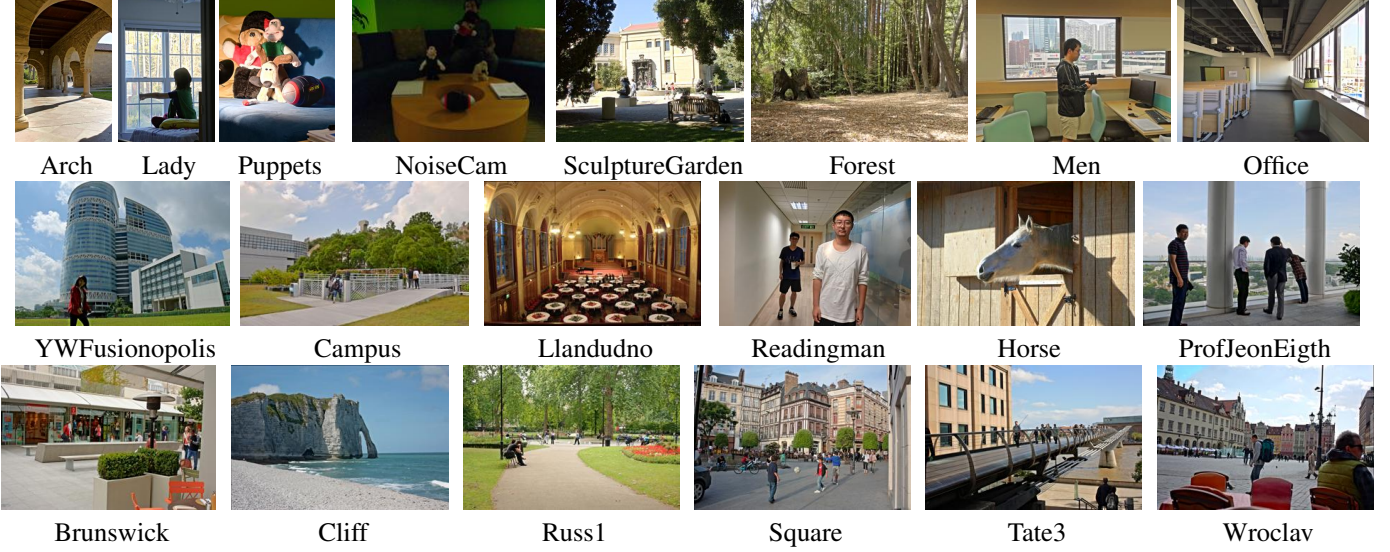 Arch Lady Puppets NoiseCam SculptureGarden Forest Men Office
YWFusionopolis Campus Llandudno Readingman Horse ProfJeonEigth
Brunswick Cliff Russ1 Square Tate3 Wroclav